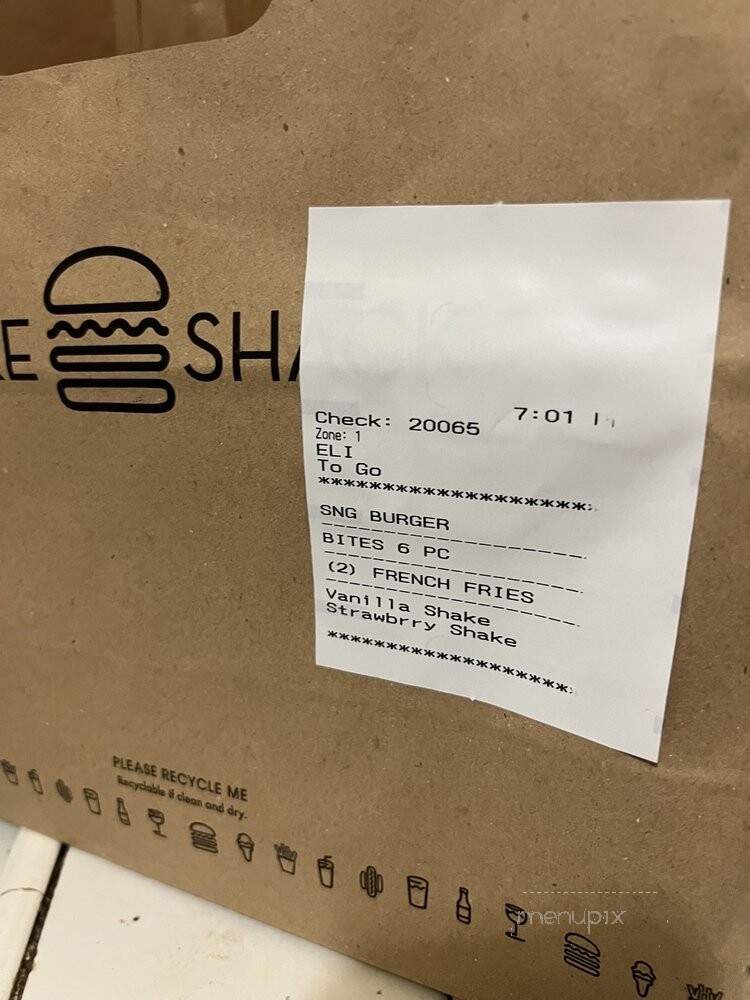 E SHA
Check: 20065 7:01
Zone: 1
ELI
To Go
**********************
SNG BURGER
BITES 6 PC
(2) FRENCH FRIES
Vanilla Shake
Strawbrry Shake
********************
PLEASE RECYCLE ME
Recyclable if clean and dry.
menupix